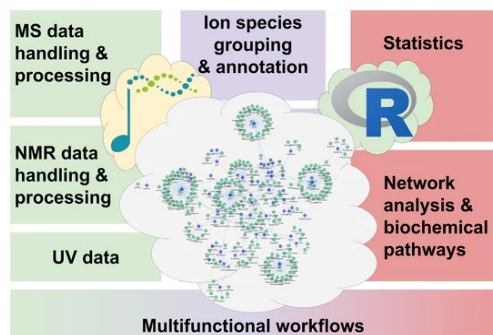 MS data
handling &
processing
Ion species
grouping
& annotation
Statistics
R
NMR data
handling &
processing
Network
analysis &
biochemical
pathways
UV data
Multifunctional workflows